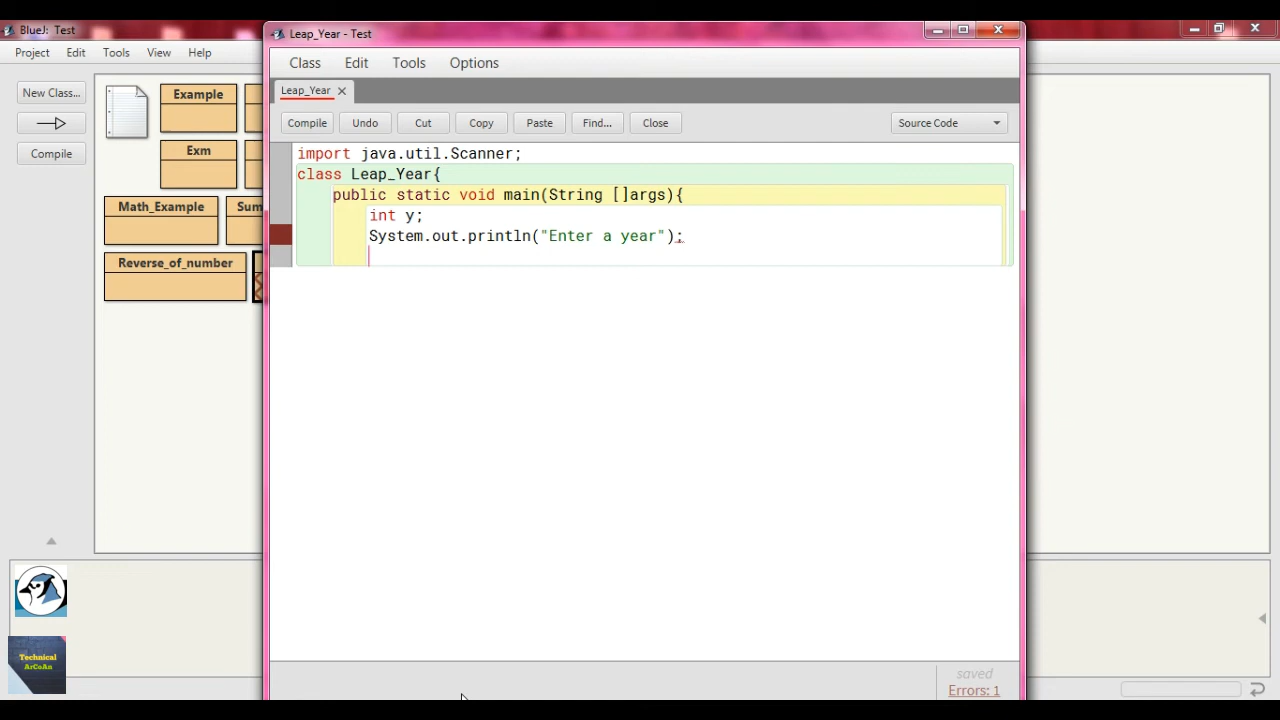 BlueJ: Test
Project Edit Tools View Help
New Class...
Compile
Example
Exm
Math_Example
Sum
Reverse_of_number
Leap_Year - Test
Class Edit Tools Options
Leap_Year
Compile Undo Cut Copy Paste Find... Close Source Code
import java.util.Scanner;
class Leap_Year{
public static void main(String []args){
int y;
System.out.println("Enter a year");
saved
Errors: 1
Technical
ArCoAn